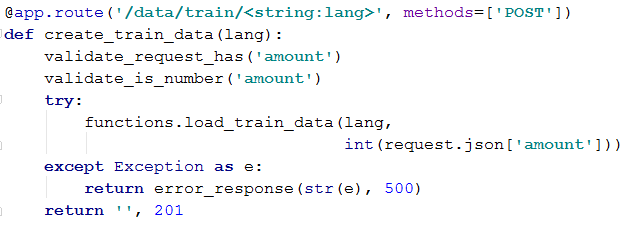 @app.route('/data/train/<string:lang>', methods=['POST'])
def create_train_data(lang):
    validate_request_has('amount')
    validate_is_number('amount')
    try:
        functions.load_train_data(lang,
                                  int(request.json['amount']))
    except Exception as e:
        return error_response(str(e), 500)
    return '', 201